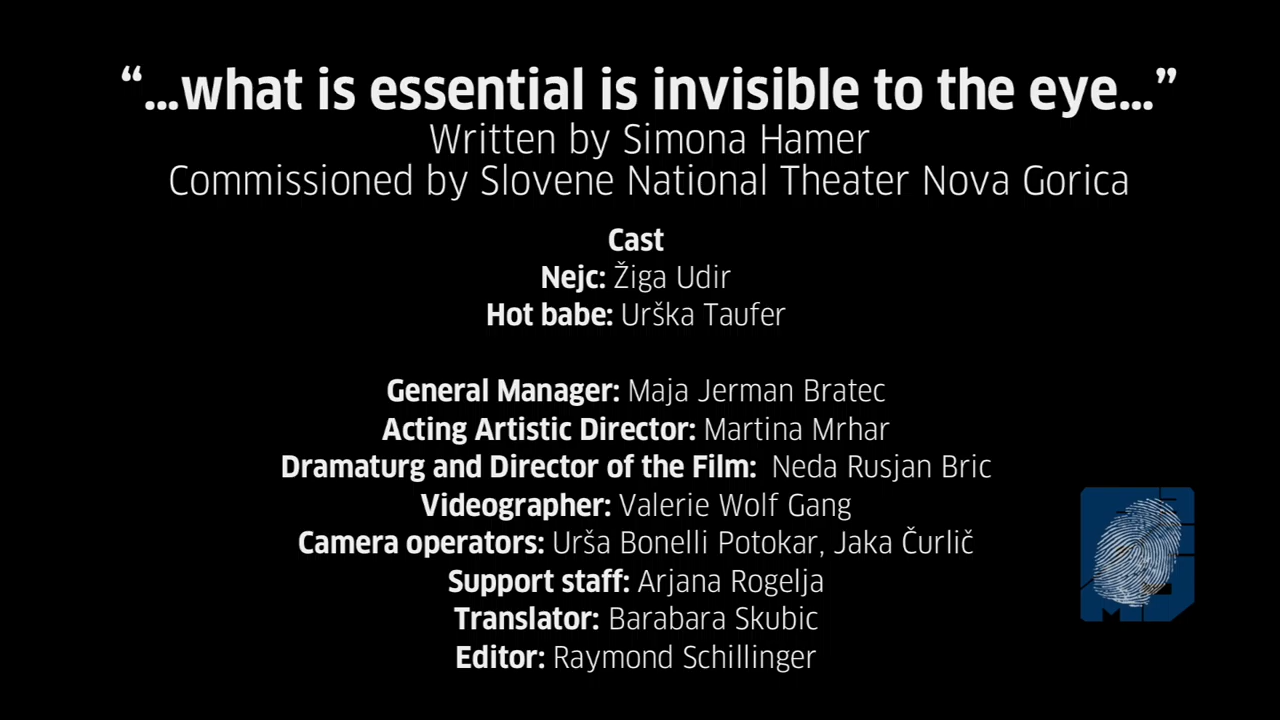 “...what is essential is invisible to the eye...”
Written by Simona Hamer
Commissioned by Slovene National Theater Nova Gorica
Cast
Nejc: Žiga Udir
Hot babe: Urška Taufer
General Manager: Maja Jerman Bratec
Acting Artistic Director: Martina Mrhar
Dramaturg and Director of the Film: Neda Rusjan Bric
Videographer: Valerie Wolf Gang
Camera operators: Urša Bonelli Potokar, Jaka Čurlič
Support staff: Arjana Rogelja
Translator: Barabara Skubic
Editor: Raymond Schillinger